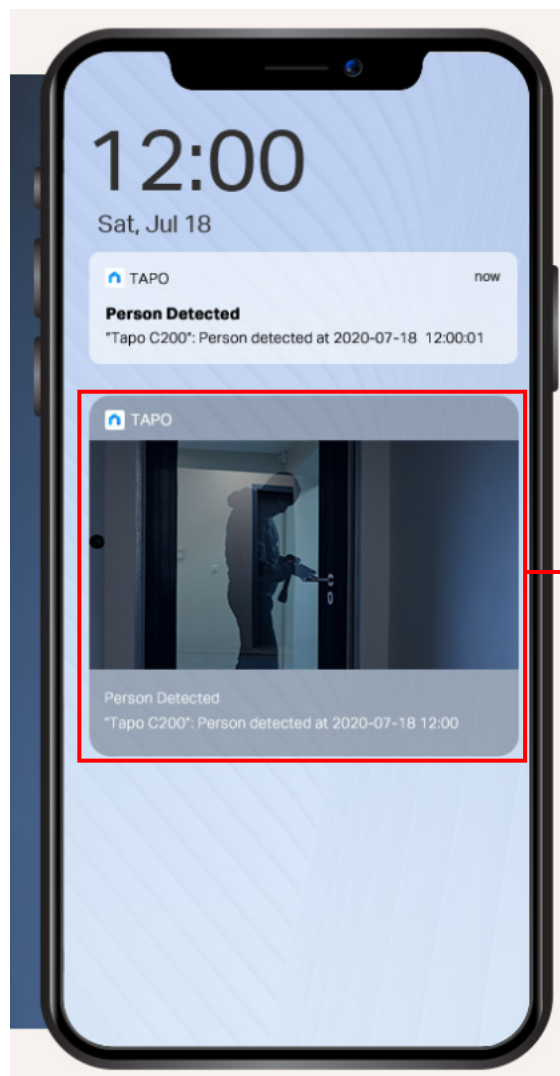 12:00
Sat, Jul 18
TAPO now
Person Detected
"Tapo C200": Person detected at 2020-07-18 12:00:01
TAPO
Person Detected
"Tapo C200": Person detected at 2020-07-18 12:00